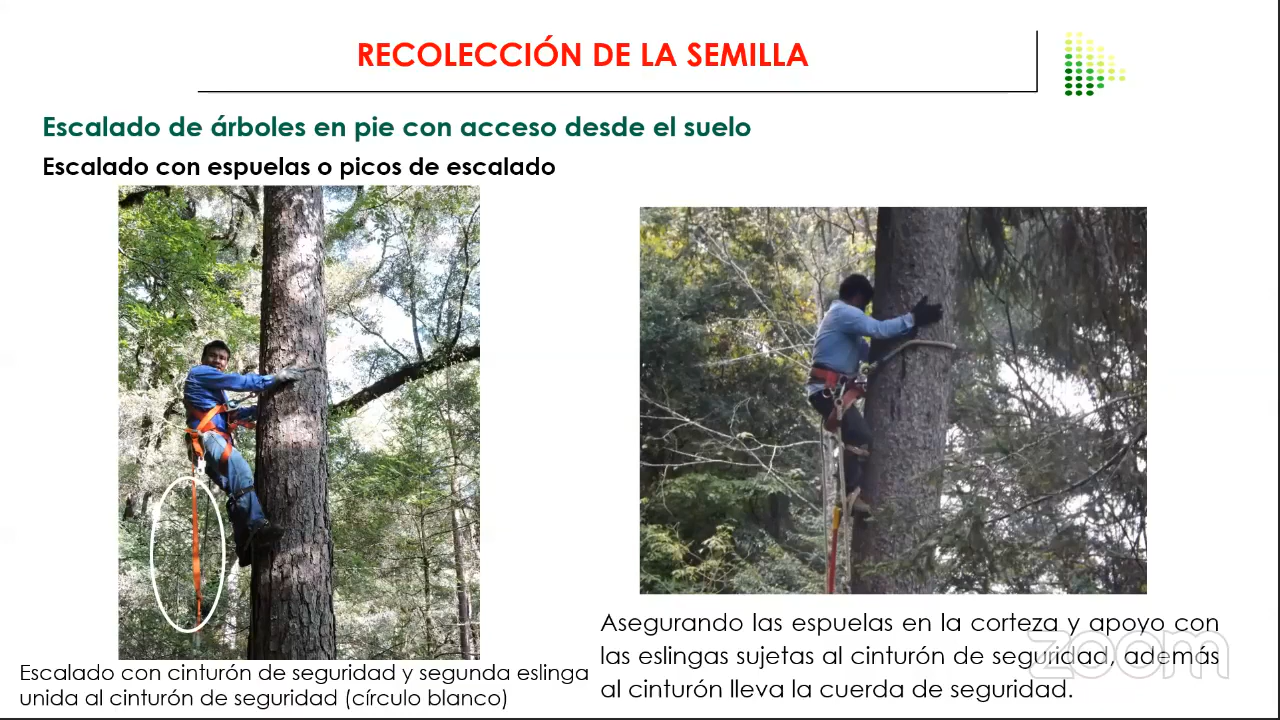 RECOLECCIÓN DE LA SEMILLA
Escalado de árboles en pie con acceso desde el suelo
Escalado con espuelas o picos de escalado
Escalado con cinturón de seguridad y segunda eslinga
unida al cinturón de seguridad (círculo blanco)
Asegurando las espuelas en la corteza y apoyo con
las eslingas sujetas al cinturón de seguridad, además
al cinturón lleva la cuerda de seguridad.
zoom